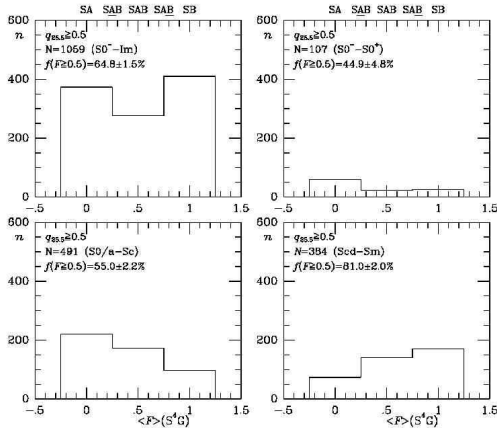 SA SAB SAB SAB SB
SA SAB SAB SAB SB
600
n
q25.5≥0.5
N=1059 (S0⁻-Im)
f(F≥0.5)=64.8±1.5%
400
200
0
-.5 0 .5 1 1.5
600
n
q25.5≥0.5
N=107 (S0⁻-S0⁺)
f(F≥0.5)=44.9±4.8%
400
200
0
-.5 0 .5 1 1.5
600
n
q25.5≥0.5
N=491 (S0/a-Sc)
f(F≥0.5)=55.0±2.2%
400
200
0
-.5 0 .5 1 1.5
<F>(S⁴G)
600
n
q25.5≥0.5
N=384 (Scd-Sm)
f(F≥0.5)=81.0±2.0%
400
200
0
-.5 0 .5 1 1.5
<F>(S⁴G)